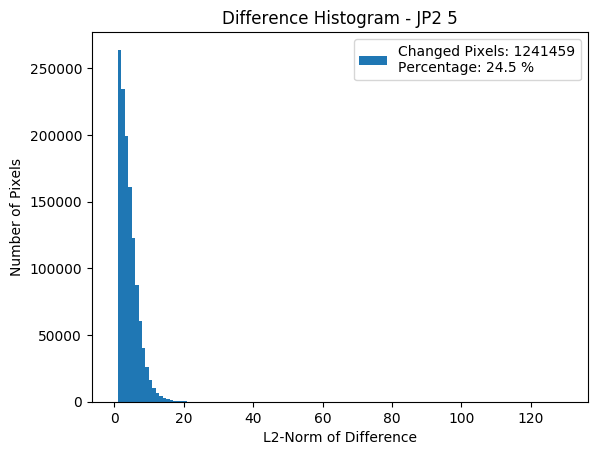 Difference Histogram - JP2 5
Changed Pixels: 1241459
Percentage: 24.5 %
Number of Pixels
250000
200000
150000
100000
50000
0
0 20 40 60 80 100 120
L2-Norm of Difference